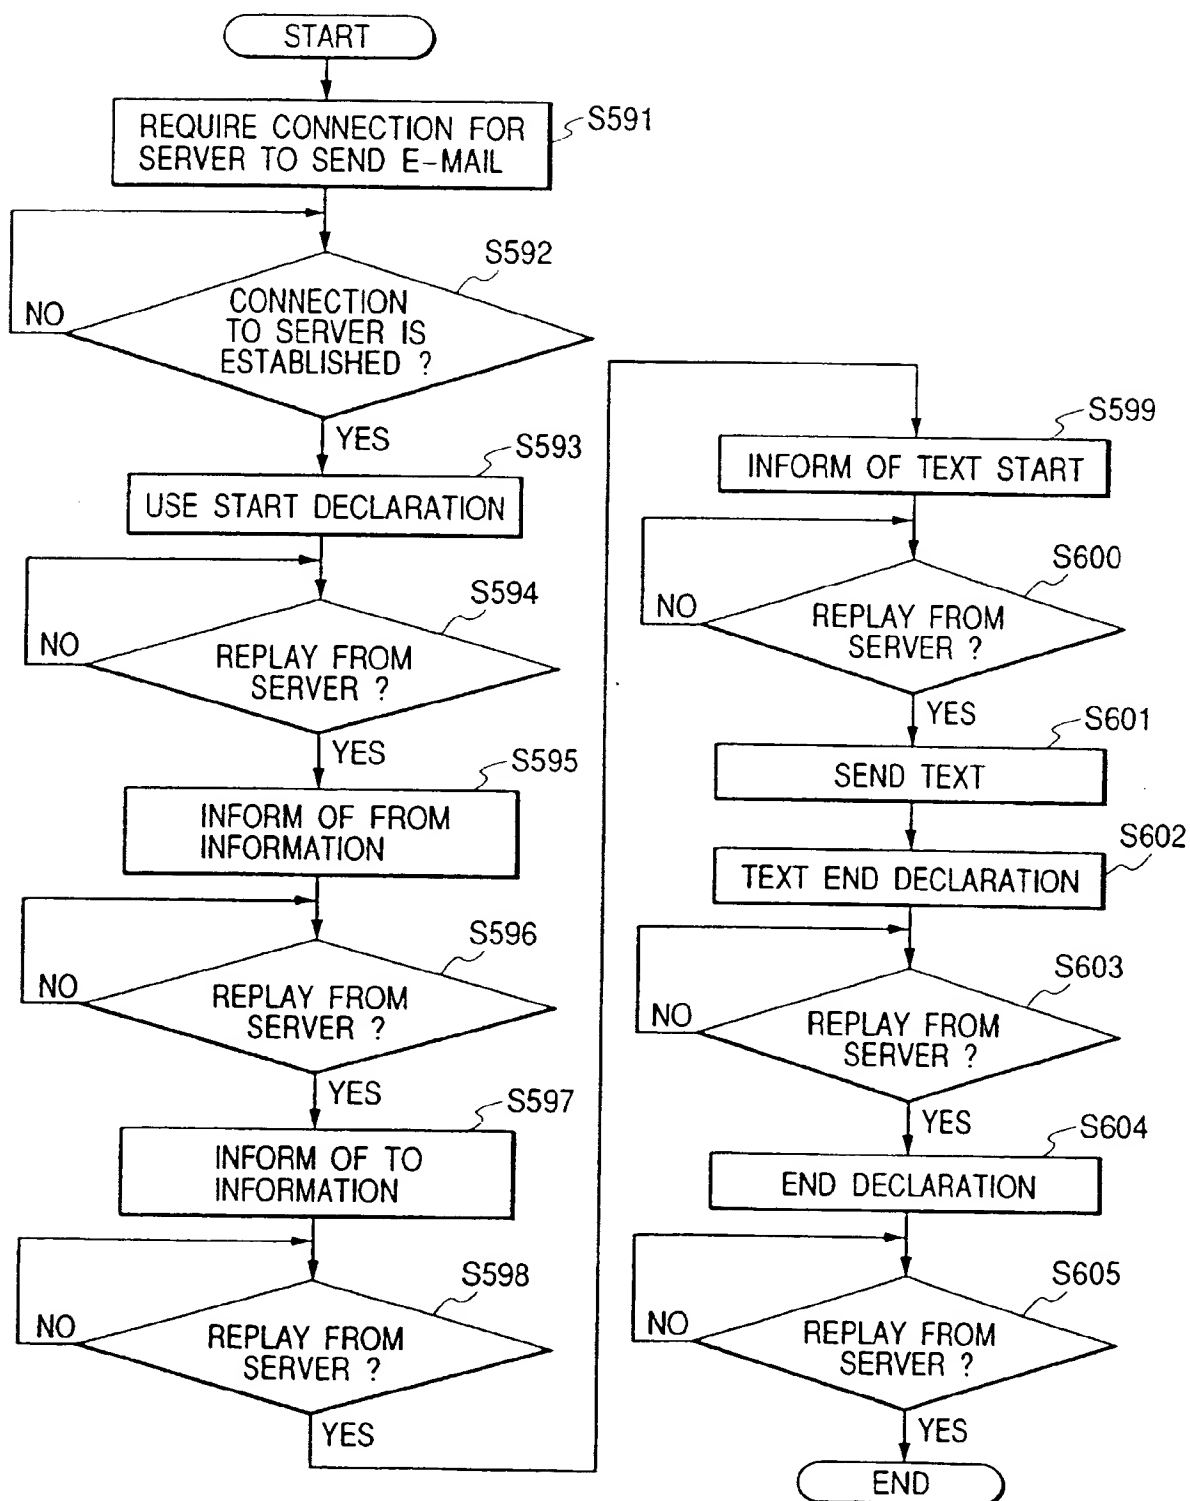 START
REQUIRE CONNECTION FOR
SERVER TO SEND E-MAIL
S591
S592
CONNECTION
TO SERVER IS
ESTABLISHED ?
NO
YES
S593
USE START DECLARATION
S594
REPLAY FROM
SERVER ?
NO
YES
S595
INFORM OF FROM
INFORMATION
S596
REPLAY FROM
SERVER ?
NO
YES
S597
INFORM OF TO
INFORMATION
S598
REPLAY FROM
SERVER ?
NO
YES
S599
INFORM OF TEXT START
S600
REPLAY FROM
SERVER ?
NO
YES
S601
SEND TEXT
S602
TEXT END DECLARATION
S603
REPLAY FROM
SERVER ?
NO
YES
S604
END DECLARATION
S605
REPLAY FROM
SERVER ?
NO
YES
END